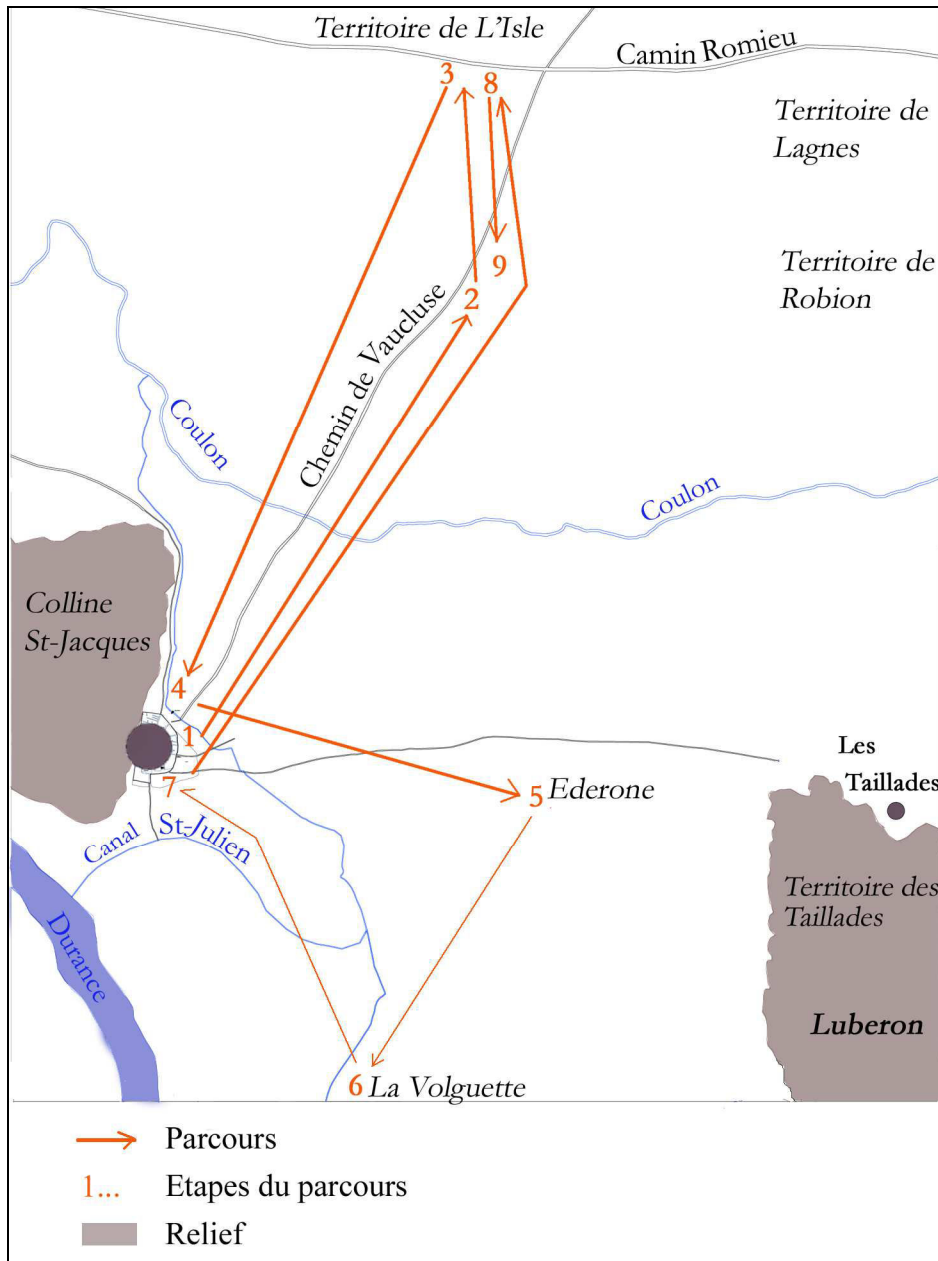 Territoire de L'Isle
Camin Romieu
3
8
Territoire de
Lagnes
9
Territoire de
Robion
2
Chemin de Vaucluse
Coulon
Coulon
Colline
St-Jacques
4
1
7
5
Ederone
Les
Taillades
Canal
St-Julien
Durance
Territoire des
Taillades
Luberon
6
La Volguette
Parcours
1...
Etapes du parcours
Relief